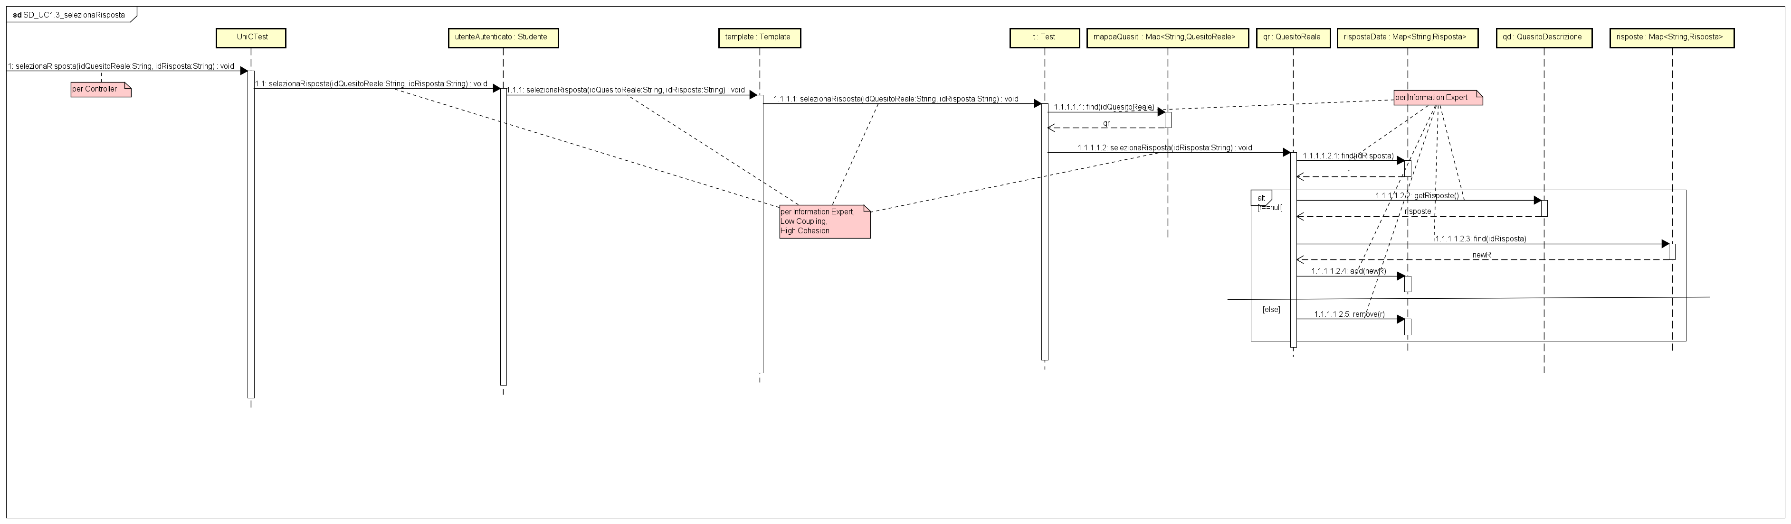 sd SD_UC1.3_selezionaRisposta
UniCTest
utenteAutenticato : Studente
template : Template
t : Test
mappaQuesiti : Map<String,QuesitoReale>
qr : QuesitoReale
risposteDate : Map<String,Risposta>
qd : QuesitoDescrizione
risposte : Map<String,Risposte>
1: selezionaRisposta(idQuesitoReale:String, idRisposta:String) : void
per Controller
1.1: selezionaRisposta(idQuesitoReale:String, idRisposta:String) : void
1.1.1: selezionaRisposta(idQuesitoReale:String, idRisposta:String) : void
1.1.1.1: selezionaRisposta(idQuesitoReale:String, idRisposta:String) : void
1.1.1.1.1: find(idQuesitoReale)
qr
per Information Expert
1.1.1.1.2: selezionaRisposta(idRisposta:String) : void
1.1.1.1.2.1: find(idRisposta)
alt
[r==null]
1.1.1.1.2.2: getRisposte()
risposte
per Information Expert
Low Coupling,
High Cohesion
1.1.1.1.2.3: find(idRisposta)
newR
1.1.1.1.2.4: add(newR)
[else]
1.1.1.1.2.5: remove(r)